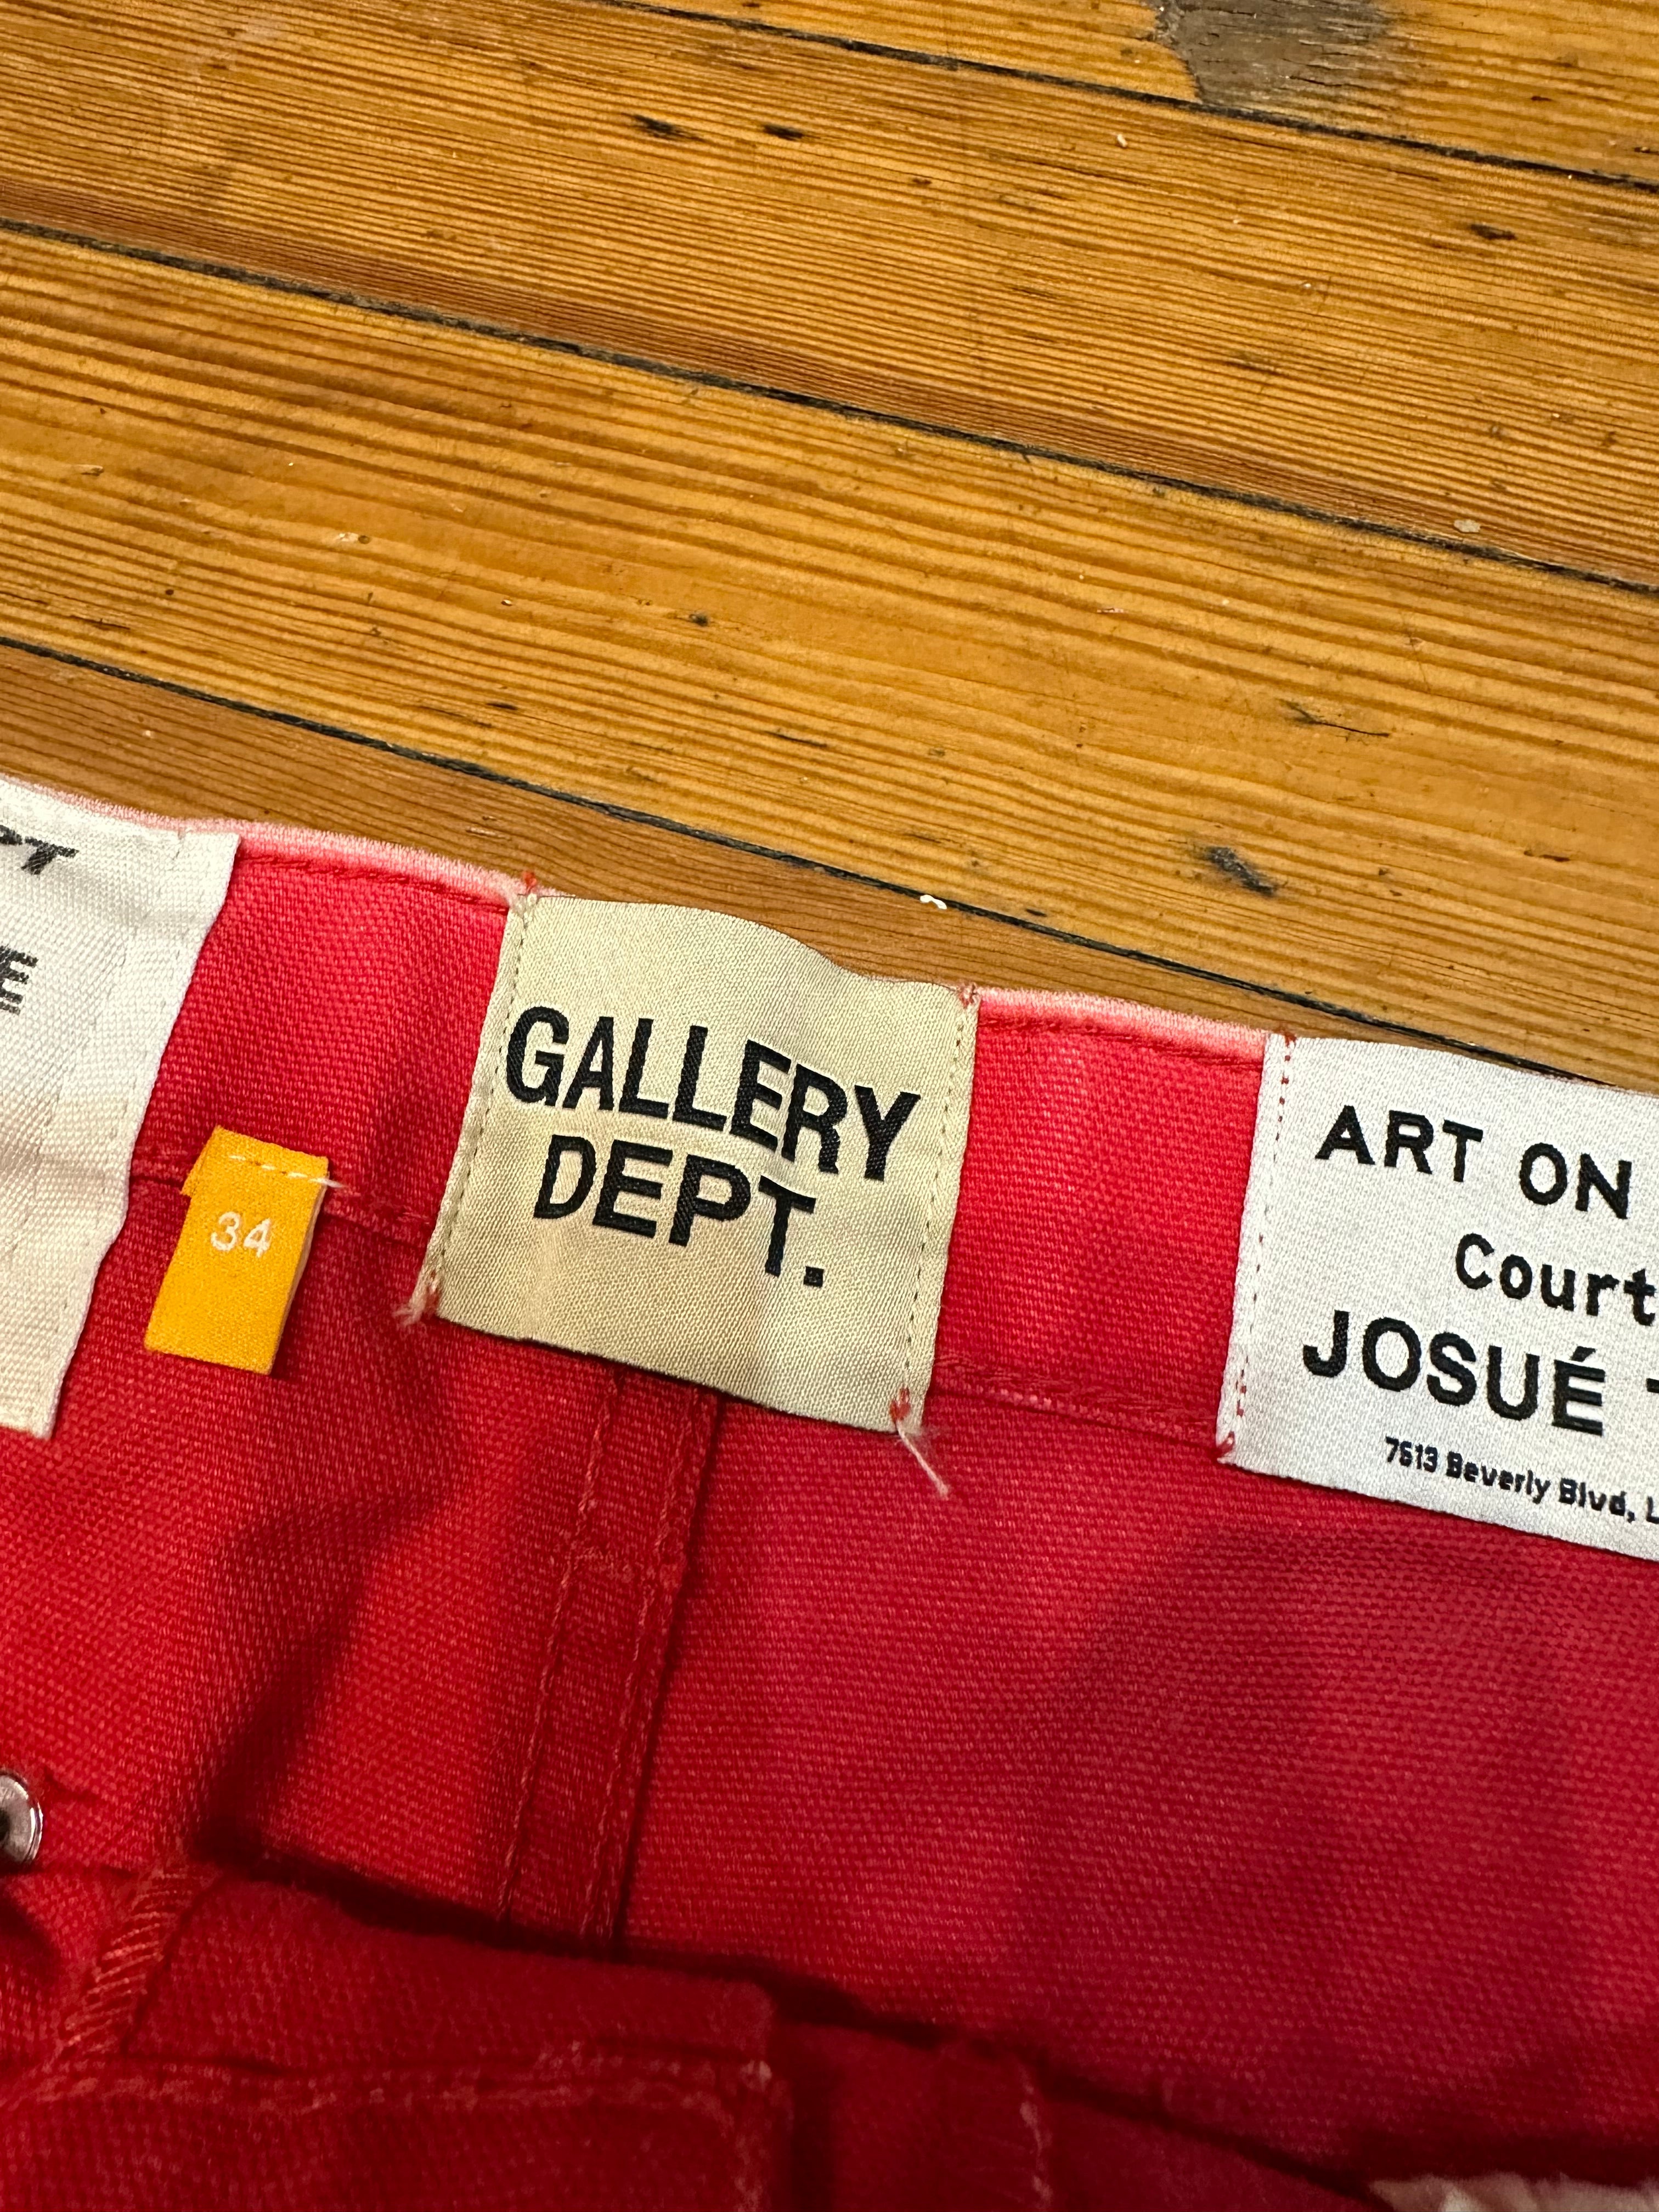 PT
E
34
GALLERY
DEPT.
ART ON
Court
JOSUÉ
7613 Beverly Blvd, L